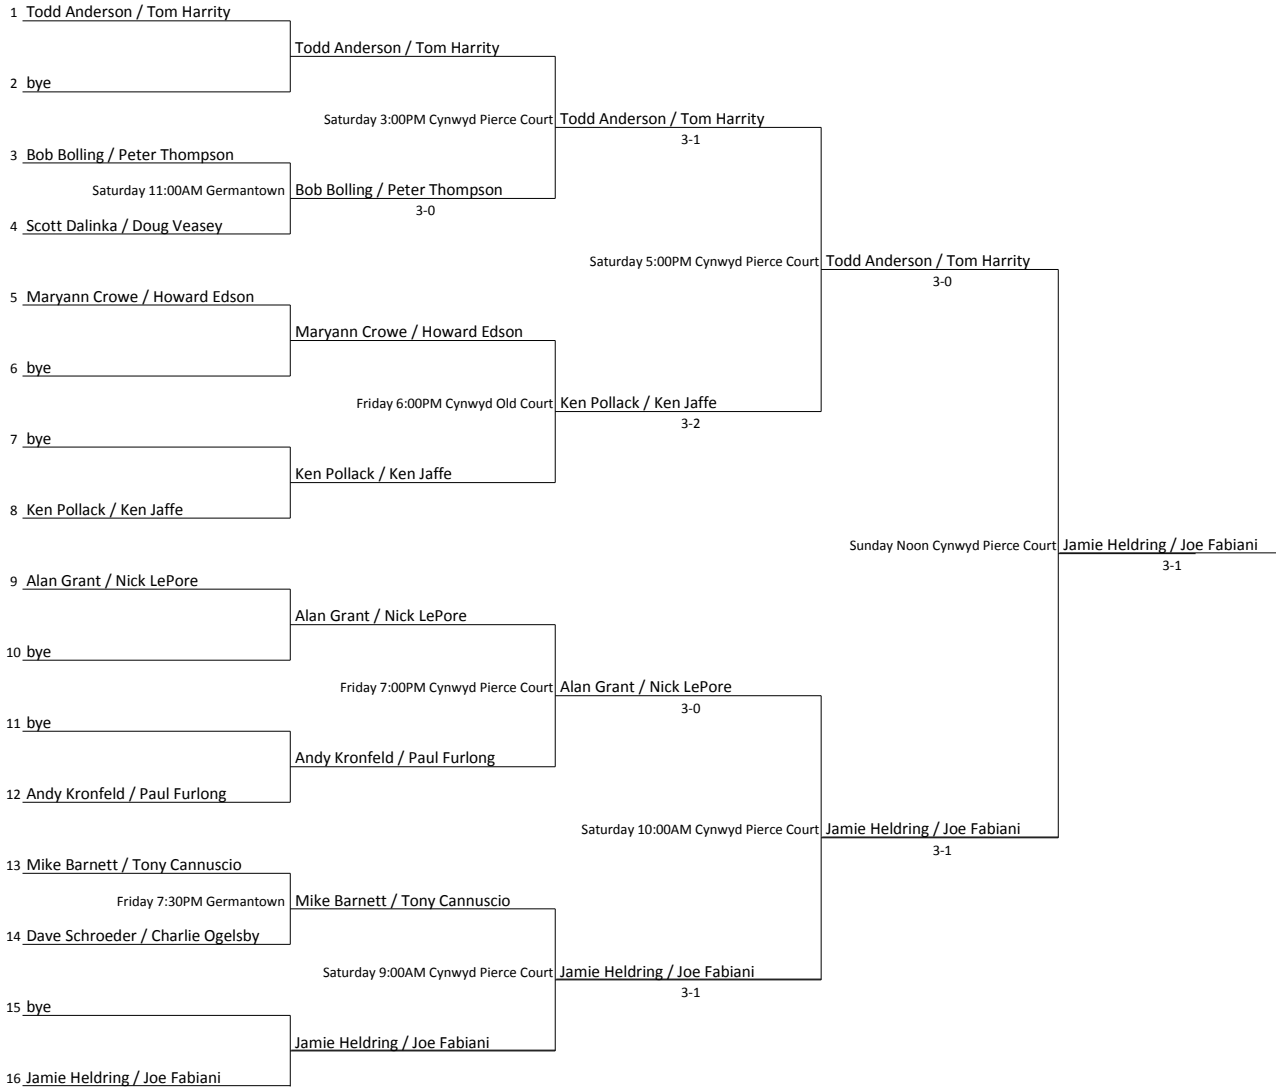 1 Todd Anderson / Tom Harrity
Todd Anderson / Tom Harrity
2 bye
Saturday 3:00PM Cynwyd Pierce Court Todd Anderson / Tom Harrity
3-1
3 Bob Bolling / Peter Thompson
Saturday 11:00AM Germantown Bob Bolling / Peter Thompson
3-0
4 Scott Dalinka / Doug Veasey
Saturday 5:00PM Cynwyd Pierce Court Todd Anderson / Tom Harrity
3-0
5 Maryann Crowe / Howard Edson
Maryann Crowe / Howard Edson
6 bye
Friday 6:00PM Cynwyd Old Court Ken Pollack / Ken Jaffe
3-2
7 bye
Ken Pollack / Ken Jaffe
8 Ken Pollack / Ken Jaffe
Sunday Noon Cynwyd Pierce Court Jamie Heldring / Joe Fabiani
3-1
9 Alan Grant / Nick LePore
Alan Grant / Nick LePore
10 bye
Friday 7:00PM Cynwyd Pierce Court Alan Grant / Nick LePore
3-0
11 bye
Andy Kronfeld / Paul Furlong
12 Andy Kronfeld / Paul Furlong
Saturday 10:00AM Cynwyd Pierce Court Jamie Heldring / Joe Fabiani
3-1
13 Mike Barnett / Tony Cannuscio
Friday 7:30PM Germantown Mike Barnett / Tony Cannuscio
14 Dave Schroeder / Charlie Ogelsby
Saturday 9:00AM Cynwyd Pierce Court Jamie Heldring / Joe Fabiani
3-1
15 bye
Jamie Heldring / Joe Fabiani
16 Jamie Heldring / Joe Fabiani